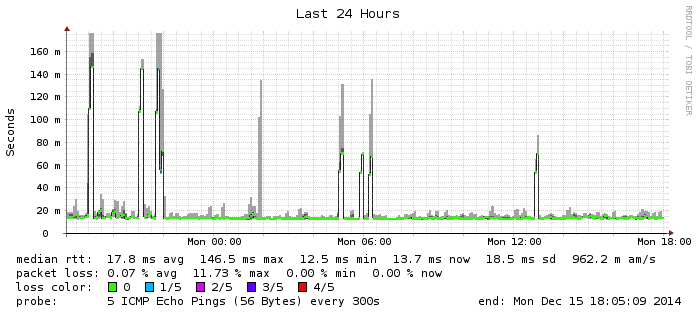 Last 24 Hours
RRDTOOL / TOBI OETIKER
Seconds
160 m
140 m
120 m
100 m
80 m
60 m
40 m
20 m
0
Mon 00:00 Mon 06:00 Mon 12:00 Mon 18:00
median rtt: 17.8 ms avg 146.5 ms max 12.5 ms min 13.7 ms now 18.5 ms sd 962.2 m am/s
packet loss: 0.07 % avg 11.73 % max 0.00 % min 0.00 % now
loss color: 0 1/5 2/5 3/5 4/5
probe: 5 ICMP Echo Pings (56 Bytes) every 300s end: Mon Dec 15 18:05:09 2014